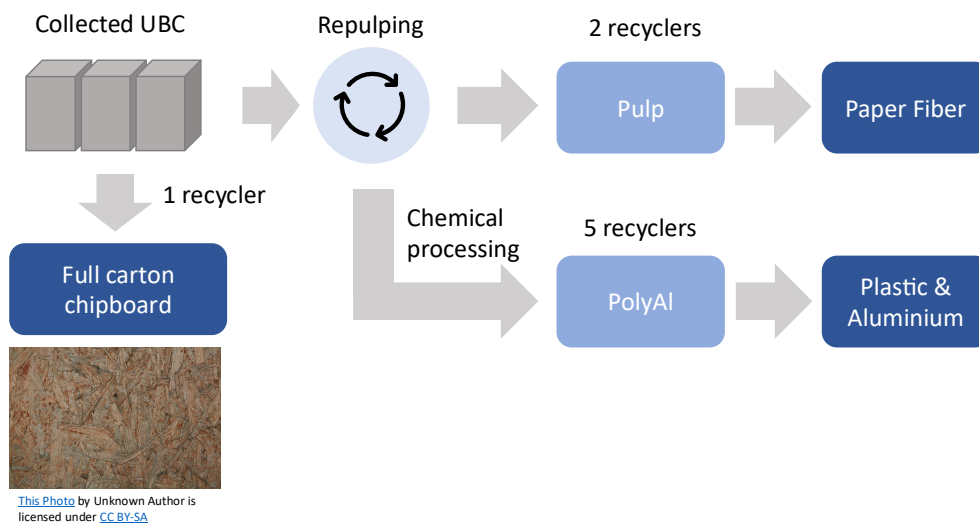 Collected UBC
Repulping
2 recyclers
Pulp
Paper Fiber
1 recycler
Chemical
processing
5 recyclers
Full carton
chipboard
PolyAl
Plastic &
Aluminium
This Photo by Unknown Author is
licensed under CC BY-SA